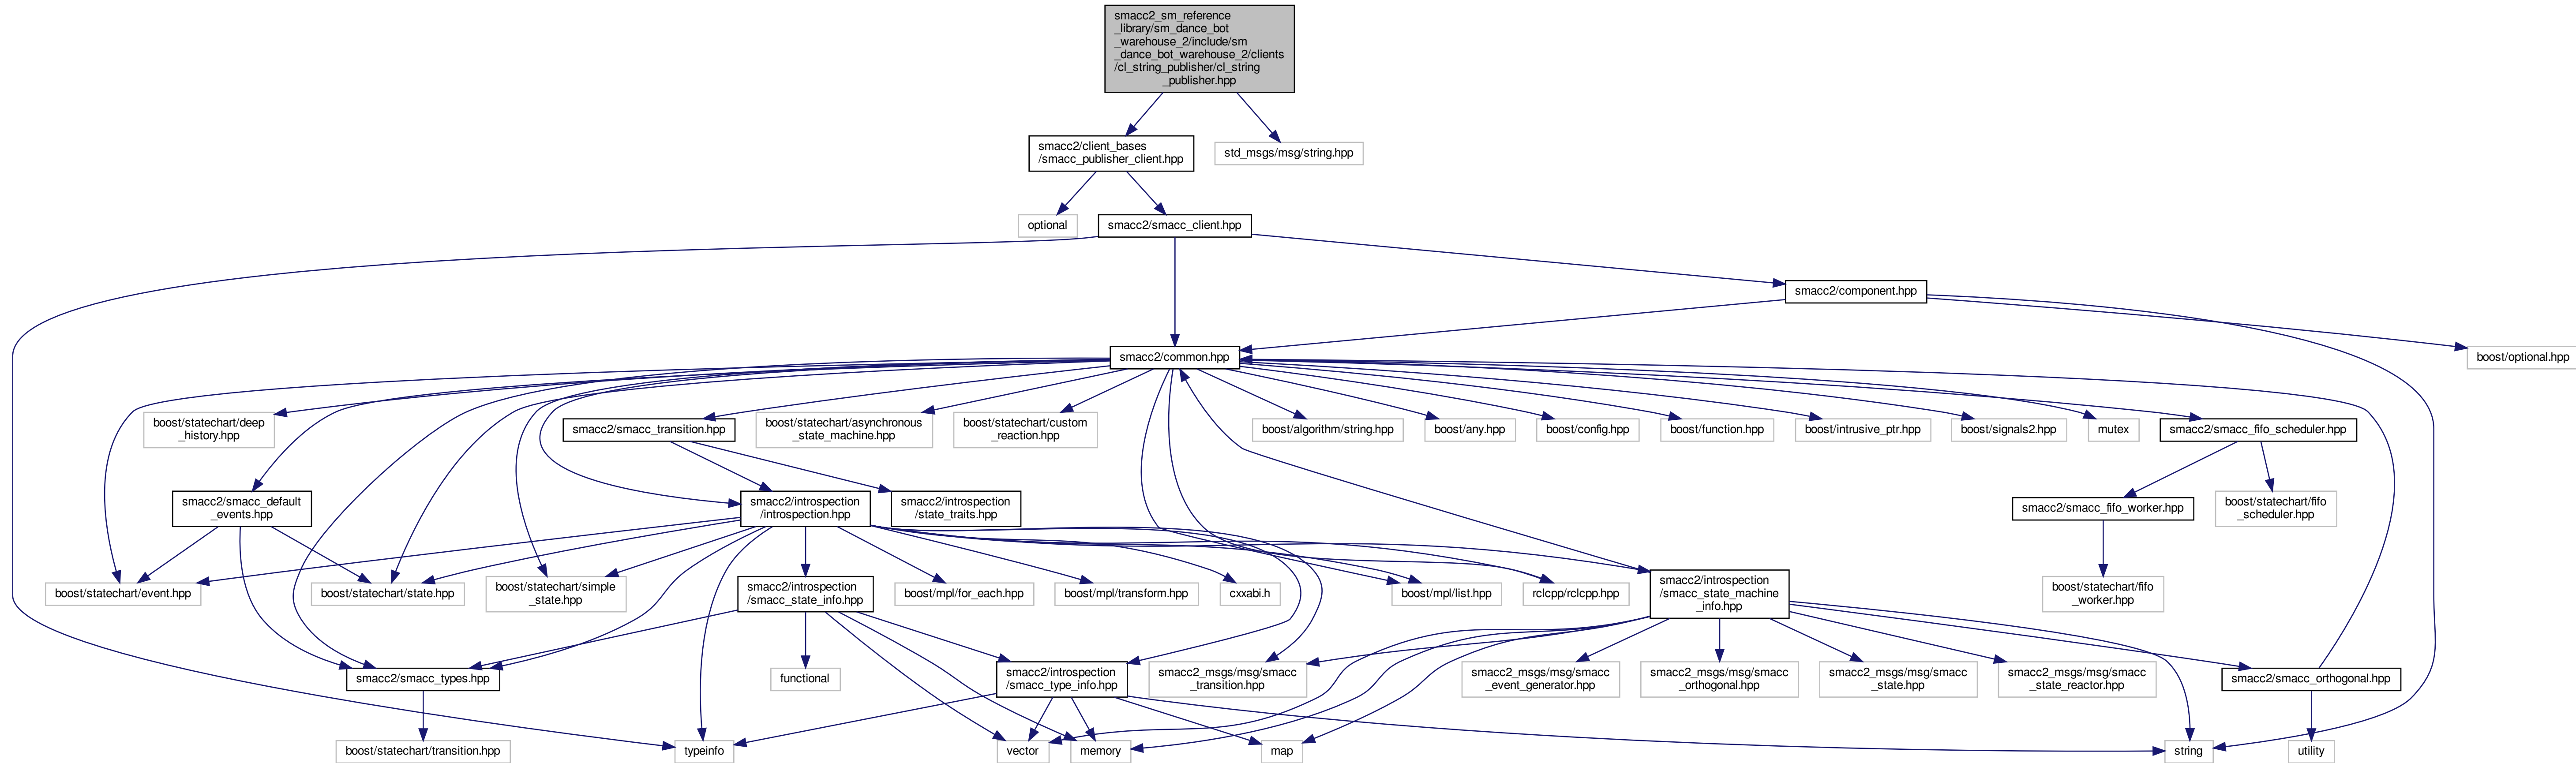 smacc2_sm_reference
_library/sm_dance_bot
_warehouse_2/include/sm
_dance_bot_warehouse_2/clients
/cl_string_publisher/cl_string
_publisher.hpp
smacc2/client_bases
/smacc_publisher_client.hpp
std_msgs/msg/string.hpp
optional
smacc2/smacc_client.hpp
smacc2/component.hpp
smacc2/common.hpp
boost/optional.hpp
boost/statechart/deep
_history.hpp
smacc2/smacc_transition.hpp
boost/statechart/asynchronous
_state_machine.hpp
boost/statechart/custom
_reaction.hpp
boost/algorithm/string.hpp
boost/any.hpp
boost/config.hpp
boost/function.hpp
boost/intrusive_ptr.hpp
boost/signals2.hpp
mutex
smacc2/smacc_fifo_scheduler.hpp
smacc2/smacc_default
_events.hpp
smacc2/introspection
/introspection.hpp
smacc2/introspection
/state_traits.hpp
smacc2/smacc_fifo_worker.hpp
boost/statechart/fifo
_scheduler.hpp
boost/statechart/event.hpp
boost/statechart/state.hpp
boost/statechart/simple
_state.hpp
smacc2/introspection
/smacc_state_info.hpp
boost/mpl/for_each.hpp
boost/mpl/transform.hpp
cxxabi.h
boost/mpl/list.hpp
rclcpp/rclcpp.hpp
smacc2/introspection
/smacc_state_machine
_info.hpp
boost/statechart/fifo
_worker.hpp
smacc2/smacc_types.hpp
functional
smacc2/introspection
/smacc_type_info.hpp
smacc2_msgs/msg/smacc
_transition.hpp
smacc2_msgs/msg/smacc
_event_generator.hpp
smacc2_msgs/msg/smacc
_orthogonal.hpp
smacc2_msgs/msg/smacc
_state.hpp
smacc2_msgs/msg/smacc
_state_reactor.hpp
smacc2/smacc_orthogonal.hpp
boost/statechart/transition.hpp
typeinfo
vector
memory
map
string
utility